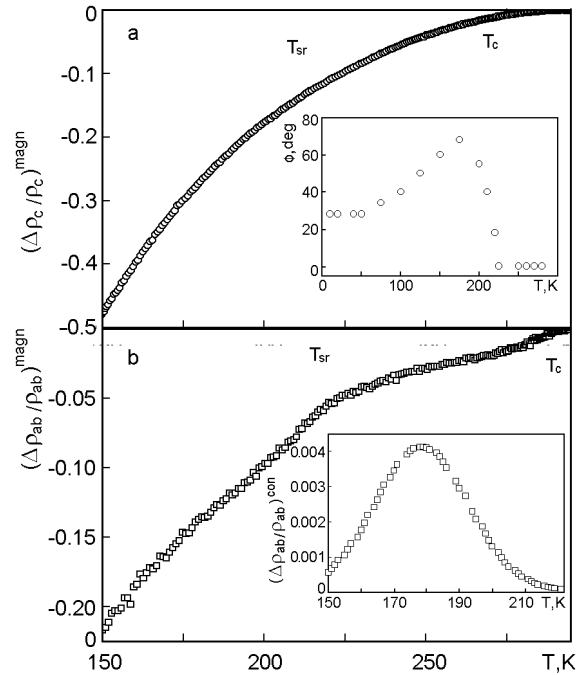 0
a
T_sr
T_c
-0.1
-0.2
-0.3
-0.4
-0.5
(Δρ_c/ρ_c)^magn
80
60
40
20
0
φ,deg
0 100 200 T,K
b
T_sr
T_c
-0.05
-0.10
-0.15
-0.20
0
(Δρ_ab/ρ_ab)^magn
0.004
0.003
0.002
0.001
0
(Δρ_ab/ρ_ab)^con
150 170 190 210 T,K
150 200 250 T,K